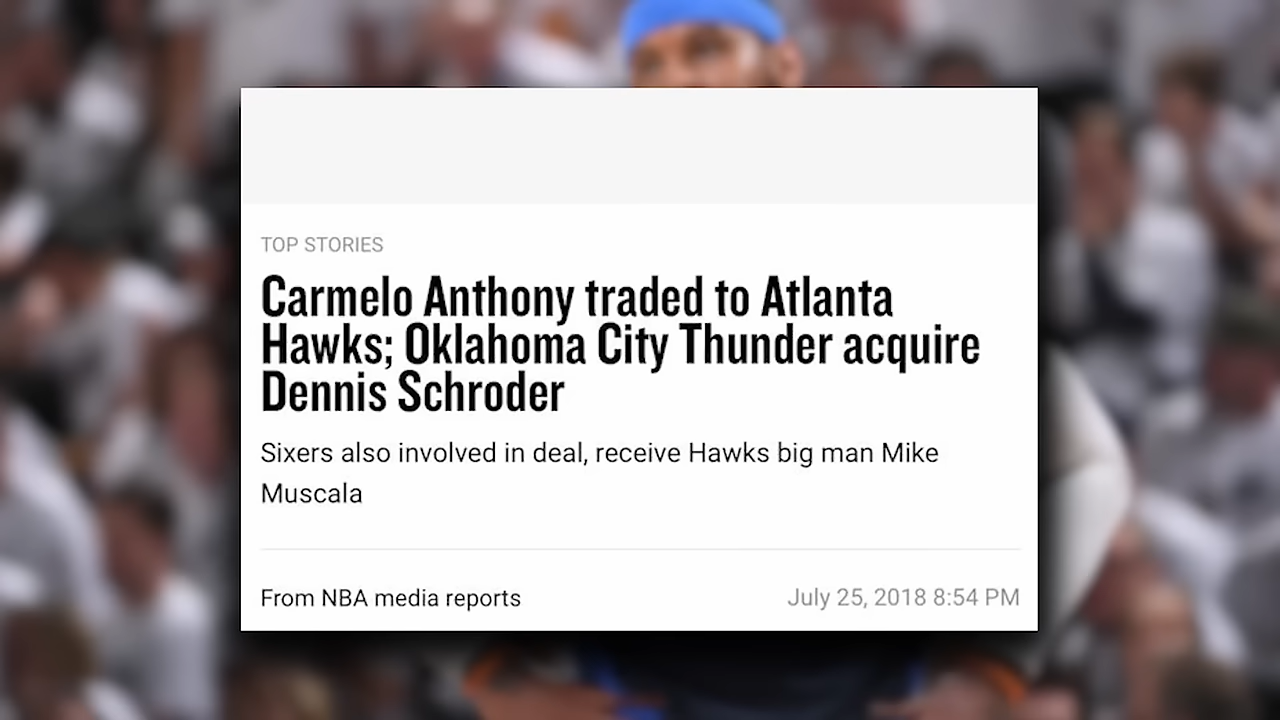 TOP STORIES
Carmelo Anthony traded to Atlanta
Hawks; Oklahoma City Thunder acquire
Dennis Schroder
Sixers also involved in deal, receive Hawks big man Mike
Muscala
From NBA media reports
July 25, 2018 8:54 PM